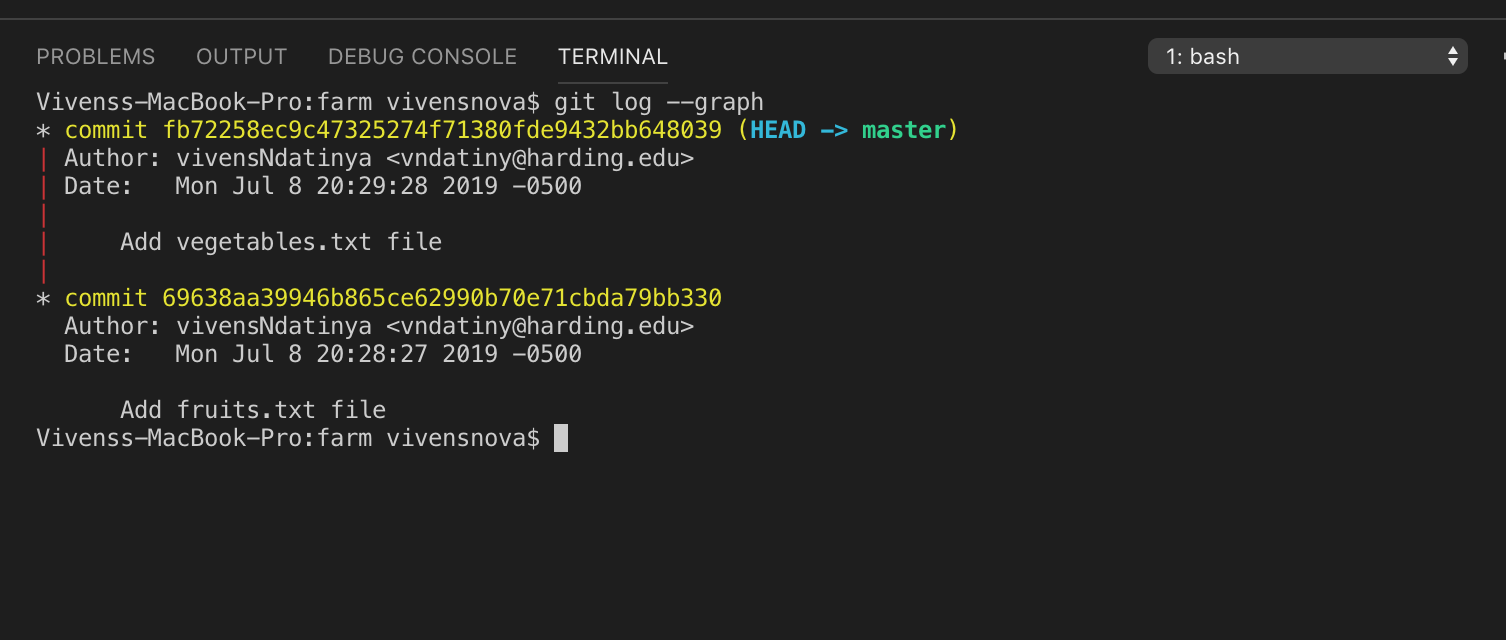 PROBLEMS OUTPUT DEBUG CONSOLE TERMINAL 1: bash
Vivenss-MacBook-Pro:farm vivensnova$ git log --graph
* commit fb72258ec9c47325274f71380fde9432bb648039 (HEAD -> master)
| Author: vivensNdatinya <vndatiny@harding.edu>
| Date:   Mon Jul 8 20:29:28 2019 -0500
|
|     Add vegetables.txt file
|
* commit 69638aa39946b865ce62990b70e71cbda79bb330
  Author: vivensNdatinya <vndatiny@harding.edu>
  Date:   Mon Jul 8 20:28:27 2019 -0500
      Add fruits.txt file
Vivenss-MacBook-Pro:farm vivensnova$